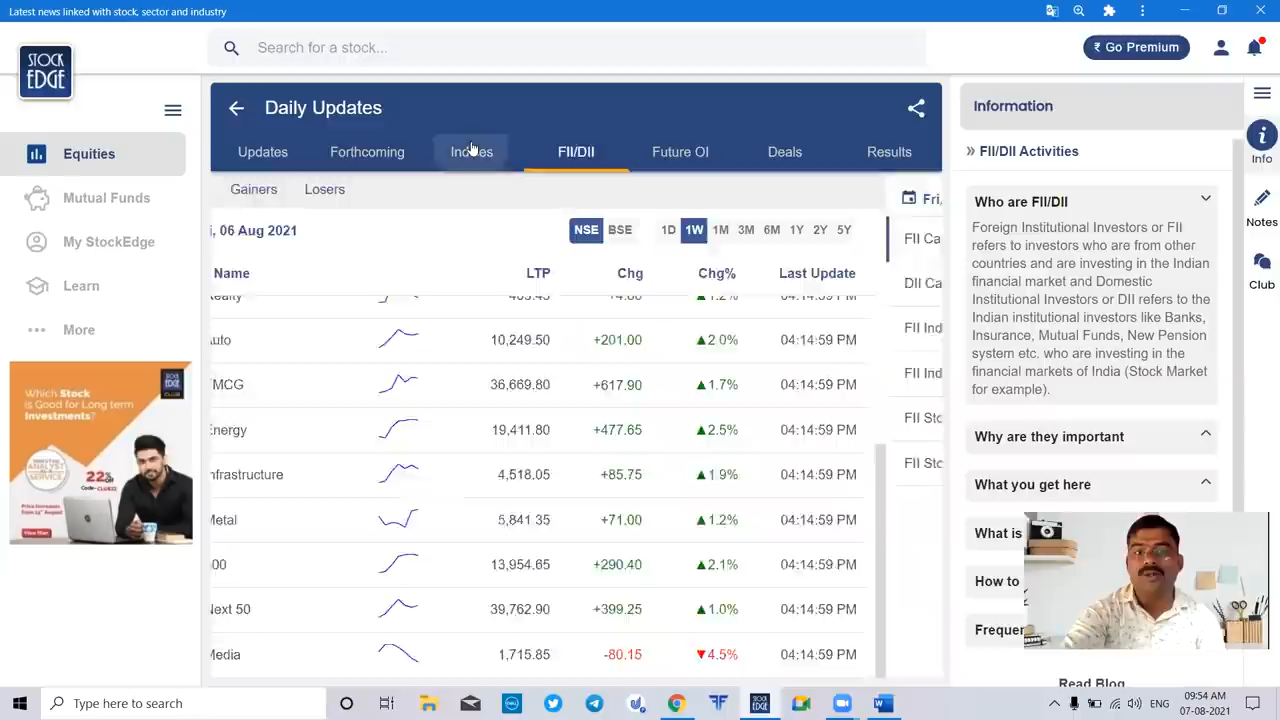 Latest news linked with stock, sector and industry
STOCK
EDGE
Search for a stock...
₹ Go Premium
Equities
Mutual Funds
My StockEdge
Learn
More
STOCK
EDGE
CLUB
Which Stock
is Good for Long term
Investments?
22%
View More
Daily Updates
Updates
Forthcoming
FII/DII
Future OI
Deals
Results
Gainers
Losers
i, 06 Aug 2021
NSE
BSE
1D
1W
1M
3M
6M
1Y
2Y
5Y
Name LTP Chg Chg% Last Update
uto 10,249.50 +201.00 ▲2.0% 04:14:59 PM
MCG 36,669.80 +617.90 ▲1.7% 04:14:59 PM
Energy 19,411.80 +477.65 ▲2.5% 04:14:59 PM
nfrastructure 4,518.05 +85.75 ▲1.9% 04:14:59 PM
Metal 5,841.35 +71.00 ▲1.2% 04:14:59 PM
00 13,954.65 +290.40 ▲2.1% 04:14:59 PM
Next 50 39,762.90 +399.25 ▲1.0% 04:14:59 PM
Media 1,715.85 -80.15 ▼4.5% 04:14:59 PM
Fri,
FII Ca
DII Ca
FII Ind
FII Ind
FII Sto
FII Sto
Information
» FII/DII Activities
Who are FII/DII
Foreign Institutional Investors or FII
refers to investors who are from other
countries and are investing in the Indian
financial market and Domestic
Institutional Investors or DII refers to the
Indian institutional investors like Banks,
Insurance, Mutual Funds, New Pension
system etc. who are investing in the
financial markets of India (Stock Market
for example).
Why are they important
What you get here
What is
How to
Frequen
Read Blog
Info
Notes
Club
Type here to search
ENG
09:54 AM
07-08-2021